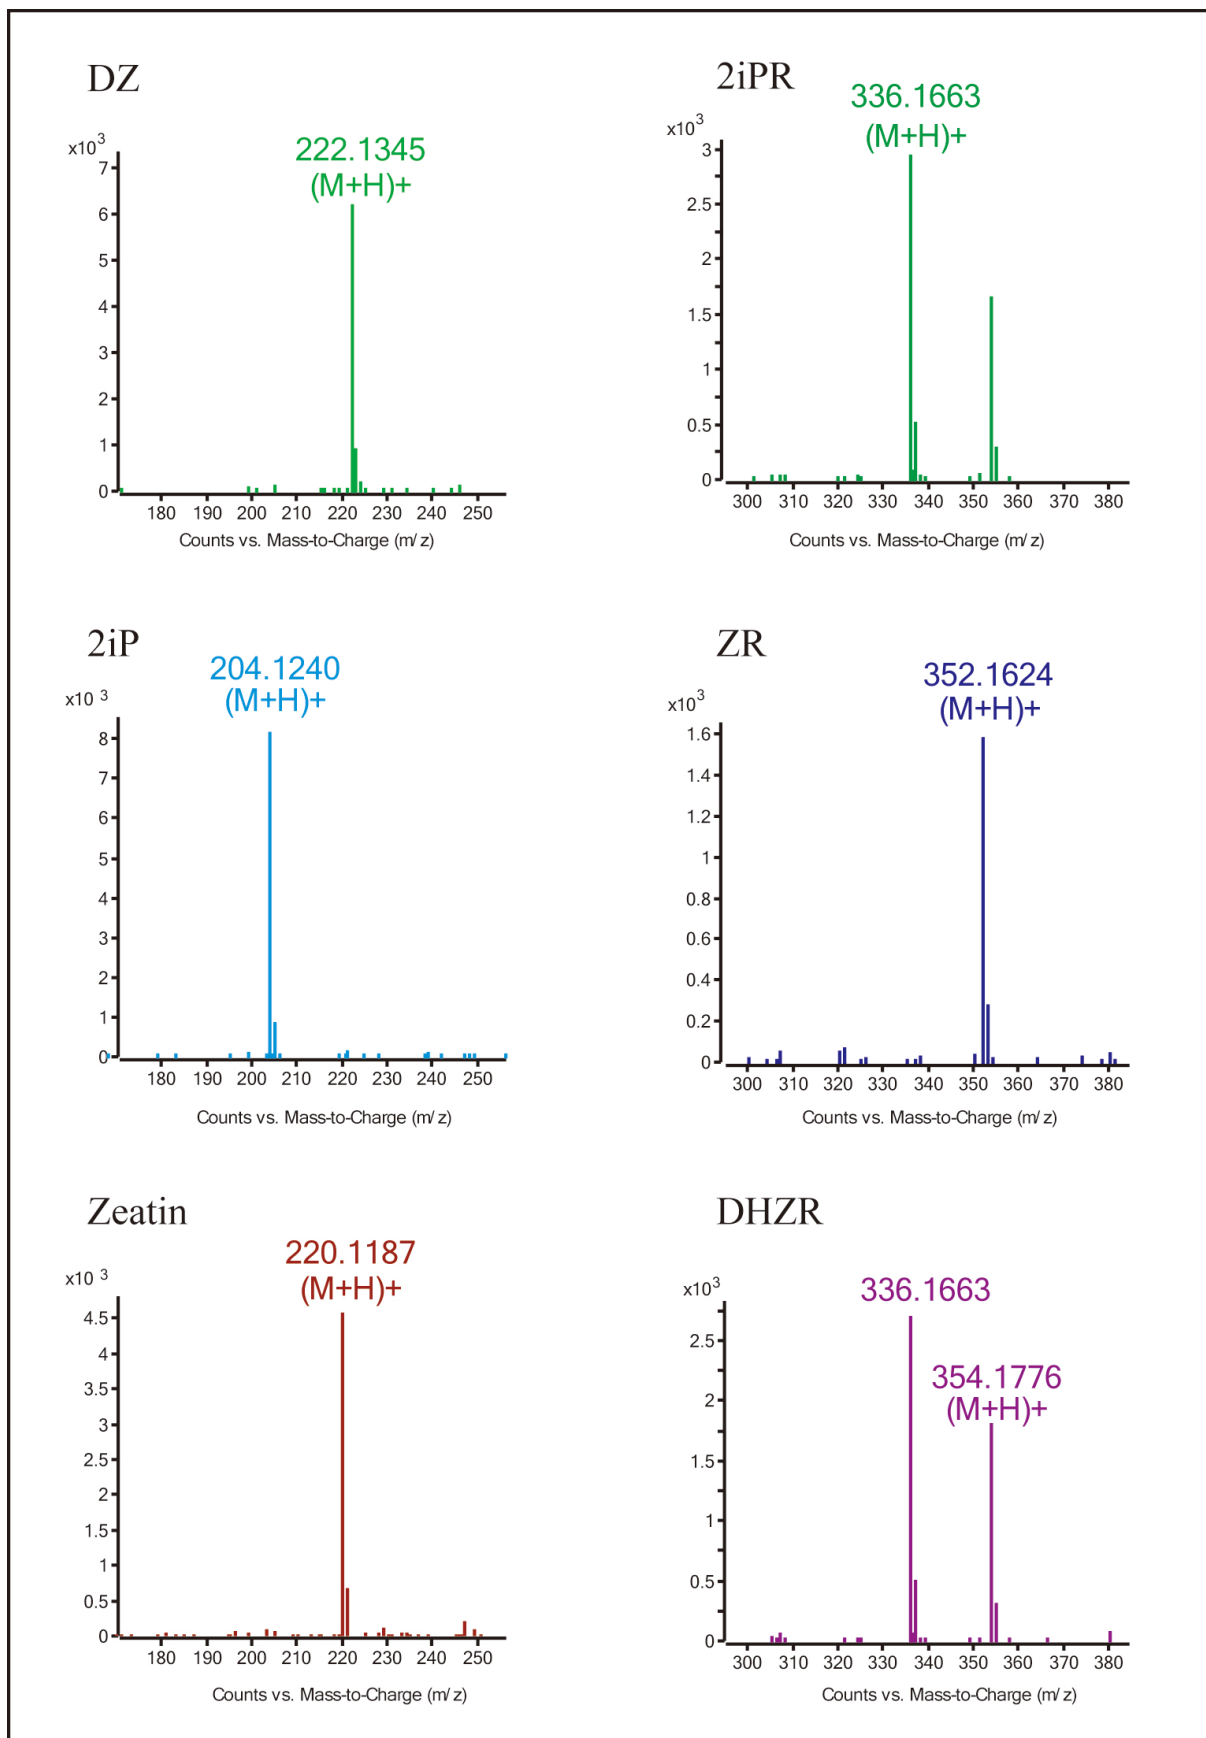 DZ
222.1345
(M+H)+
x10³
7
6
5
4
3
2
1
0
180 190 200 210 220 230 240 250
Counts vs. Mass-to-Charge (m/z)
2iPR
336.1663
(M+H)+
x10³
3
2.5
2
1.5
1
0.5
0
300 310 320 330 340 350 360 370 380
Counts vs. Mass-to-Charge (m/z)
2iP
204.1240
(M+H)+
x10 ³
8
7
6
5
4
3
2
1
0
180 190 200 210 220 230 240 250
Counts vs. Mass-to-Charge (m/z)
ZR
352.1624
(M+H)+
x10³
1.6
1.4
1.2
1
0.8
0.6
0.4
0.2
0
300 310 320 330 340 350 360 370 380
Counts vs. Mass-to-Charge (m/z)
Zeatin
220.1187
(M+H)+
x10 ³
4.5
4
3.5
3
2.5
2
1.5
1
0.5
0
180 190 200 210 220 230 240 250
Counts vs. Mass-to-Charge (m/z)
DHZR
336.1663
354.1776
(M+H)+
x10³
2.5
2
1.5
1
0.5
0
300 310 320 330 340 350 360 370 380
Counts vs. Mass-to-Charge (m/z)